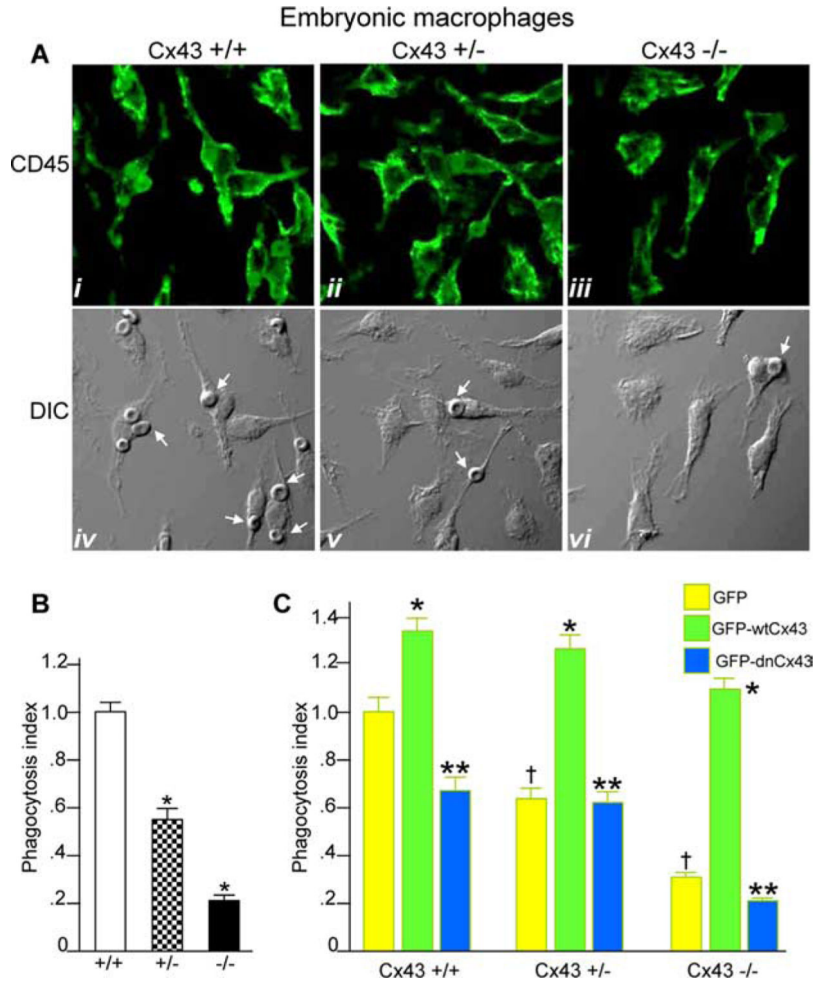 Embryonic macrophages
Cx43 +/+ Cx43 +/- Cx43 -/-
A
CD45
i ii iii
DIC
iv v vi
B
Phagocytosis index
1.2
1.0
.8
.6
.4
.2
0
* *
+/+ +/- -/-
C
GFP
GFP-wtCx43
GFP-dnCx43
Phagocytosis index
1.4
1.2
1.0
.8
.6
.4
.2
0
* **
† * **
† * **
Cx43 +/+ Cx43 +/- Cx43 -/-